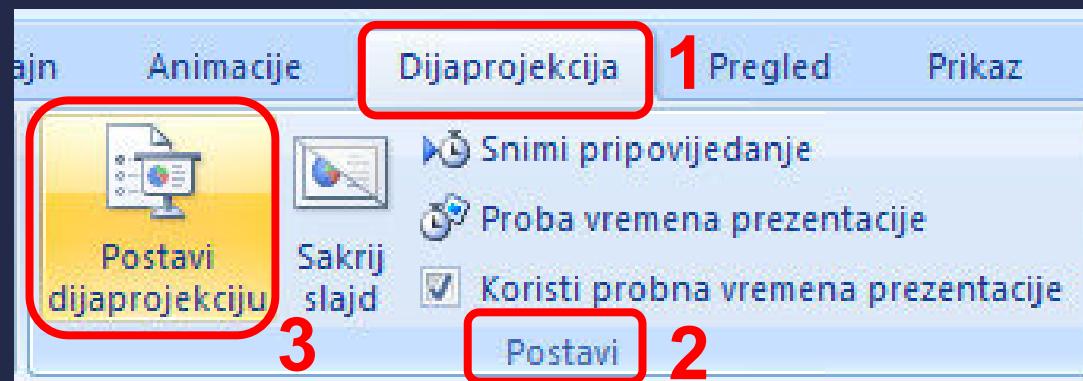 ajn Animacije Dijaprojekcija 1 Pregled Prikaz
Postavi
dijaprojekciju
3
Sakrij
slajd
Snimi pripovijedanje
Proba vremena prezentacije
Koristi probna vremena prezentacije
Postavi 2